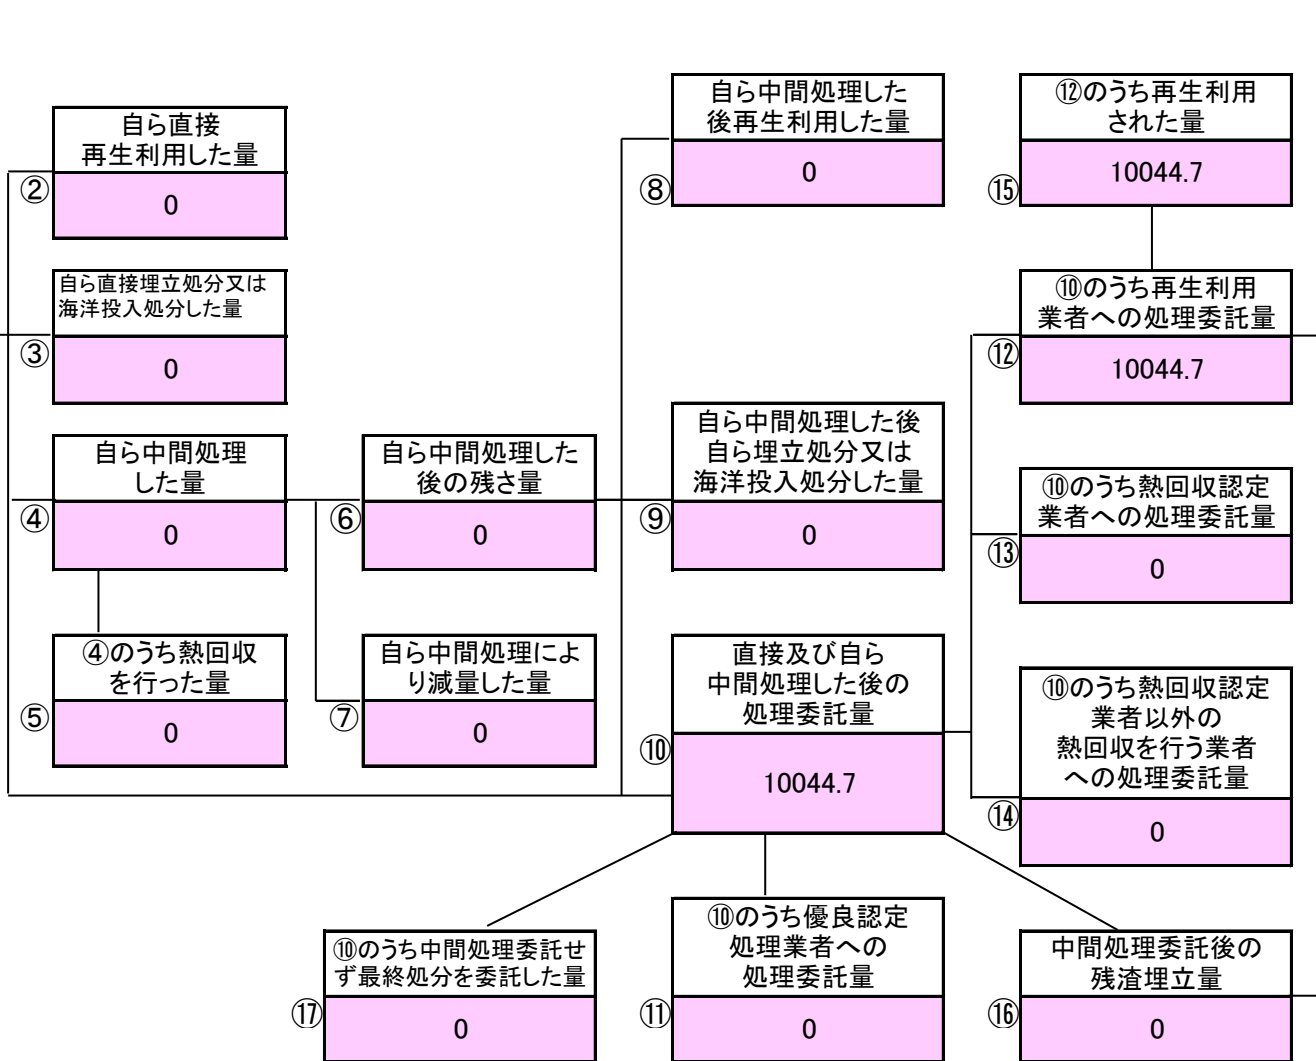 自ら直接
再生利用した量
②
0
自ら直接埋立処分又は
海洋投入処分した量
③
0
自ら中間処理
した量
④
0
④のうち熱回収
を行った量
⑤
0
自ら中間処理した
後の残さ量
⑥
0
自ら中間処理によ
り減量した量
⑦
0
自ら中間処理した
後再生利用した量
⑧
0
自ら中間処理した後
自ら埋立処分又は
海洋投入処分した量
⑨
0
直接及び自ら
中間処理した後の
処理委託量
⑩
10044.7
⑫のうち再生利用
された量
⑮
10044.7
⑩のうち再生利用
業者への処理委託量
⑫
10044.7
⑩のうち熱回収認定
業者への処理委託量
⑬
0
⑩のうち熱回収認定
業者以外の
熱回収を行う業者
への処理委託量
⑭
0
⑩のうち中間処理委託せ
ず最終処分を委託した量
⑰
0
⑩のうち優良認定
処理業者への
処理委託量
⑪
0
中間処理委託後の
残渣埋立量
⑯
0